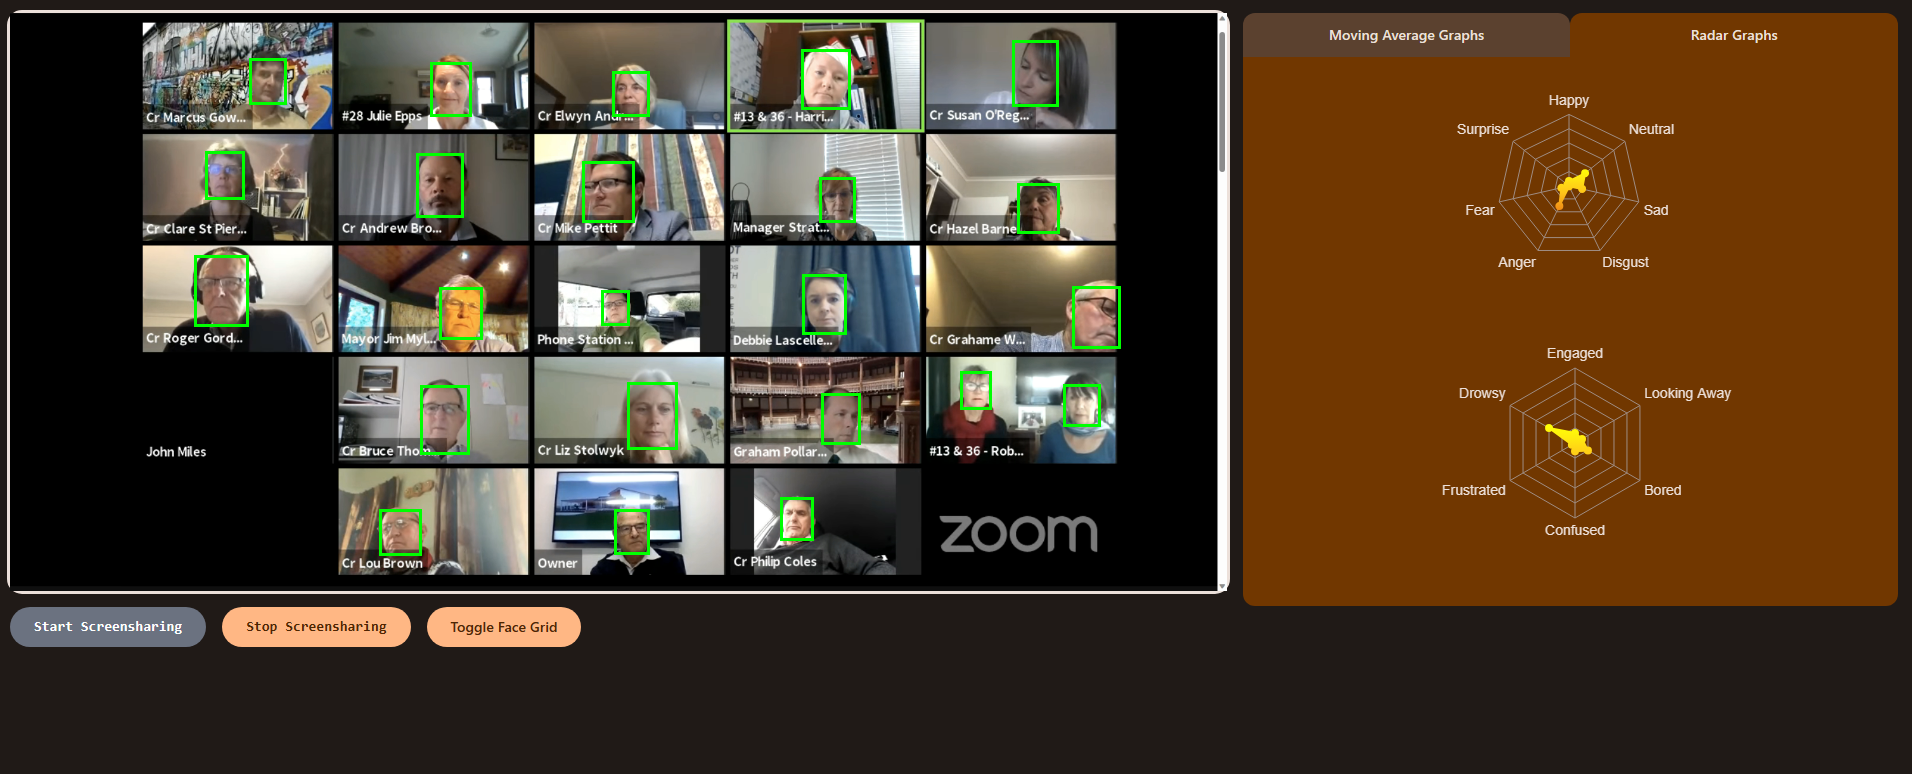 Moving Average Graphs
Radar Graphs
Cr Marcus Gow...
#28 Julie Epps
Cr Elwyn
#13 & 36 - Harri...
Cr Susan O'Reg...
Cr Clare St Pier...
Cr Andrew Bro...
Cr Mike Pettit
Manager Strat...
Cr Hazel Barne
Cr Roger Gord...
Mayor Jim Myl...
Phone Station ...
Debbie Lascelle...
Cr Grahame W...
John Miles
Cr Bruce Thom...
Cr Liz Stolwyk
Graham Pollar...
#13 & 36 - Rob...
Cr Lou Brown
Owner
Cr Philip Coles
zoom
Happy
Surprise
Neutral
Fear
Sad
Anger
Disgust
Engaged
Drowsy
Looking Away
Frustrated
Bored
Confused
Start Screensharing
Stop Screensharing
Toggle Face Grid